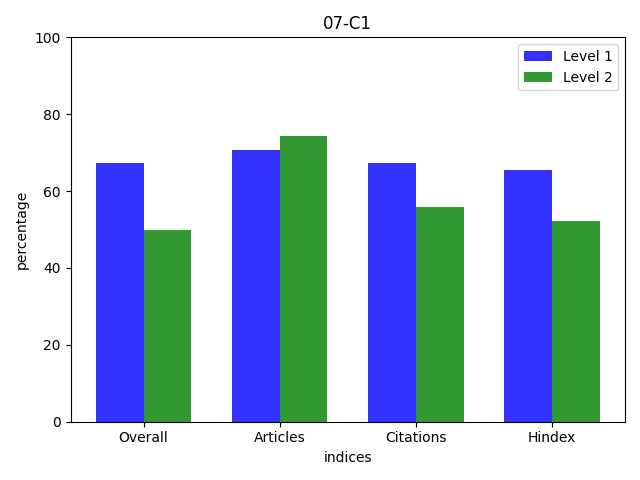 07-C1
100
80
60
40
20
0
percentage
Level 1
Level 2
Overall Articles Citations Hindex
indices